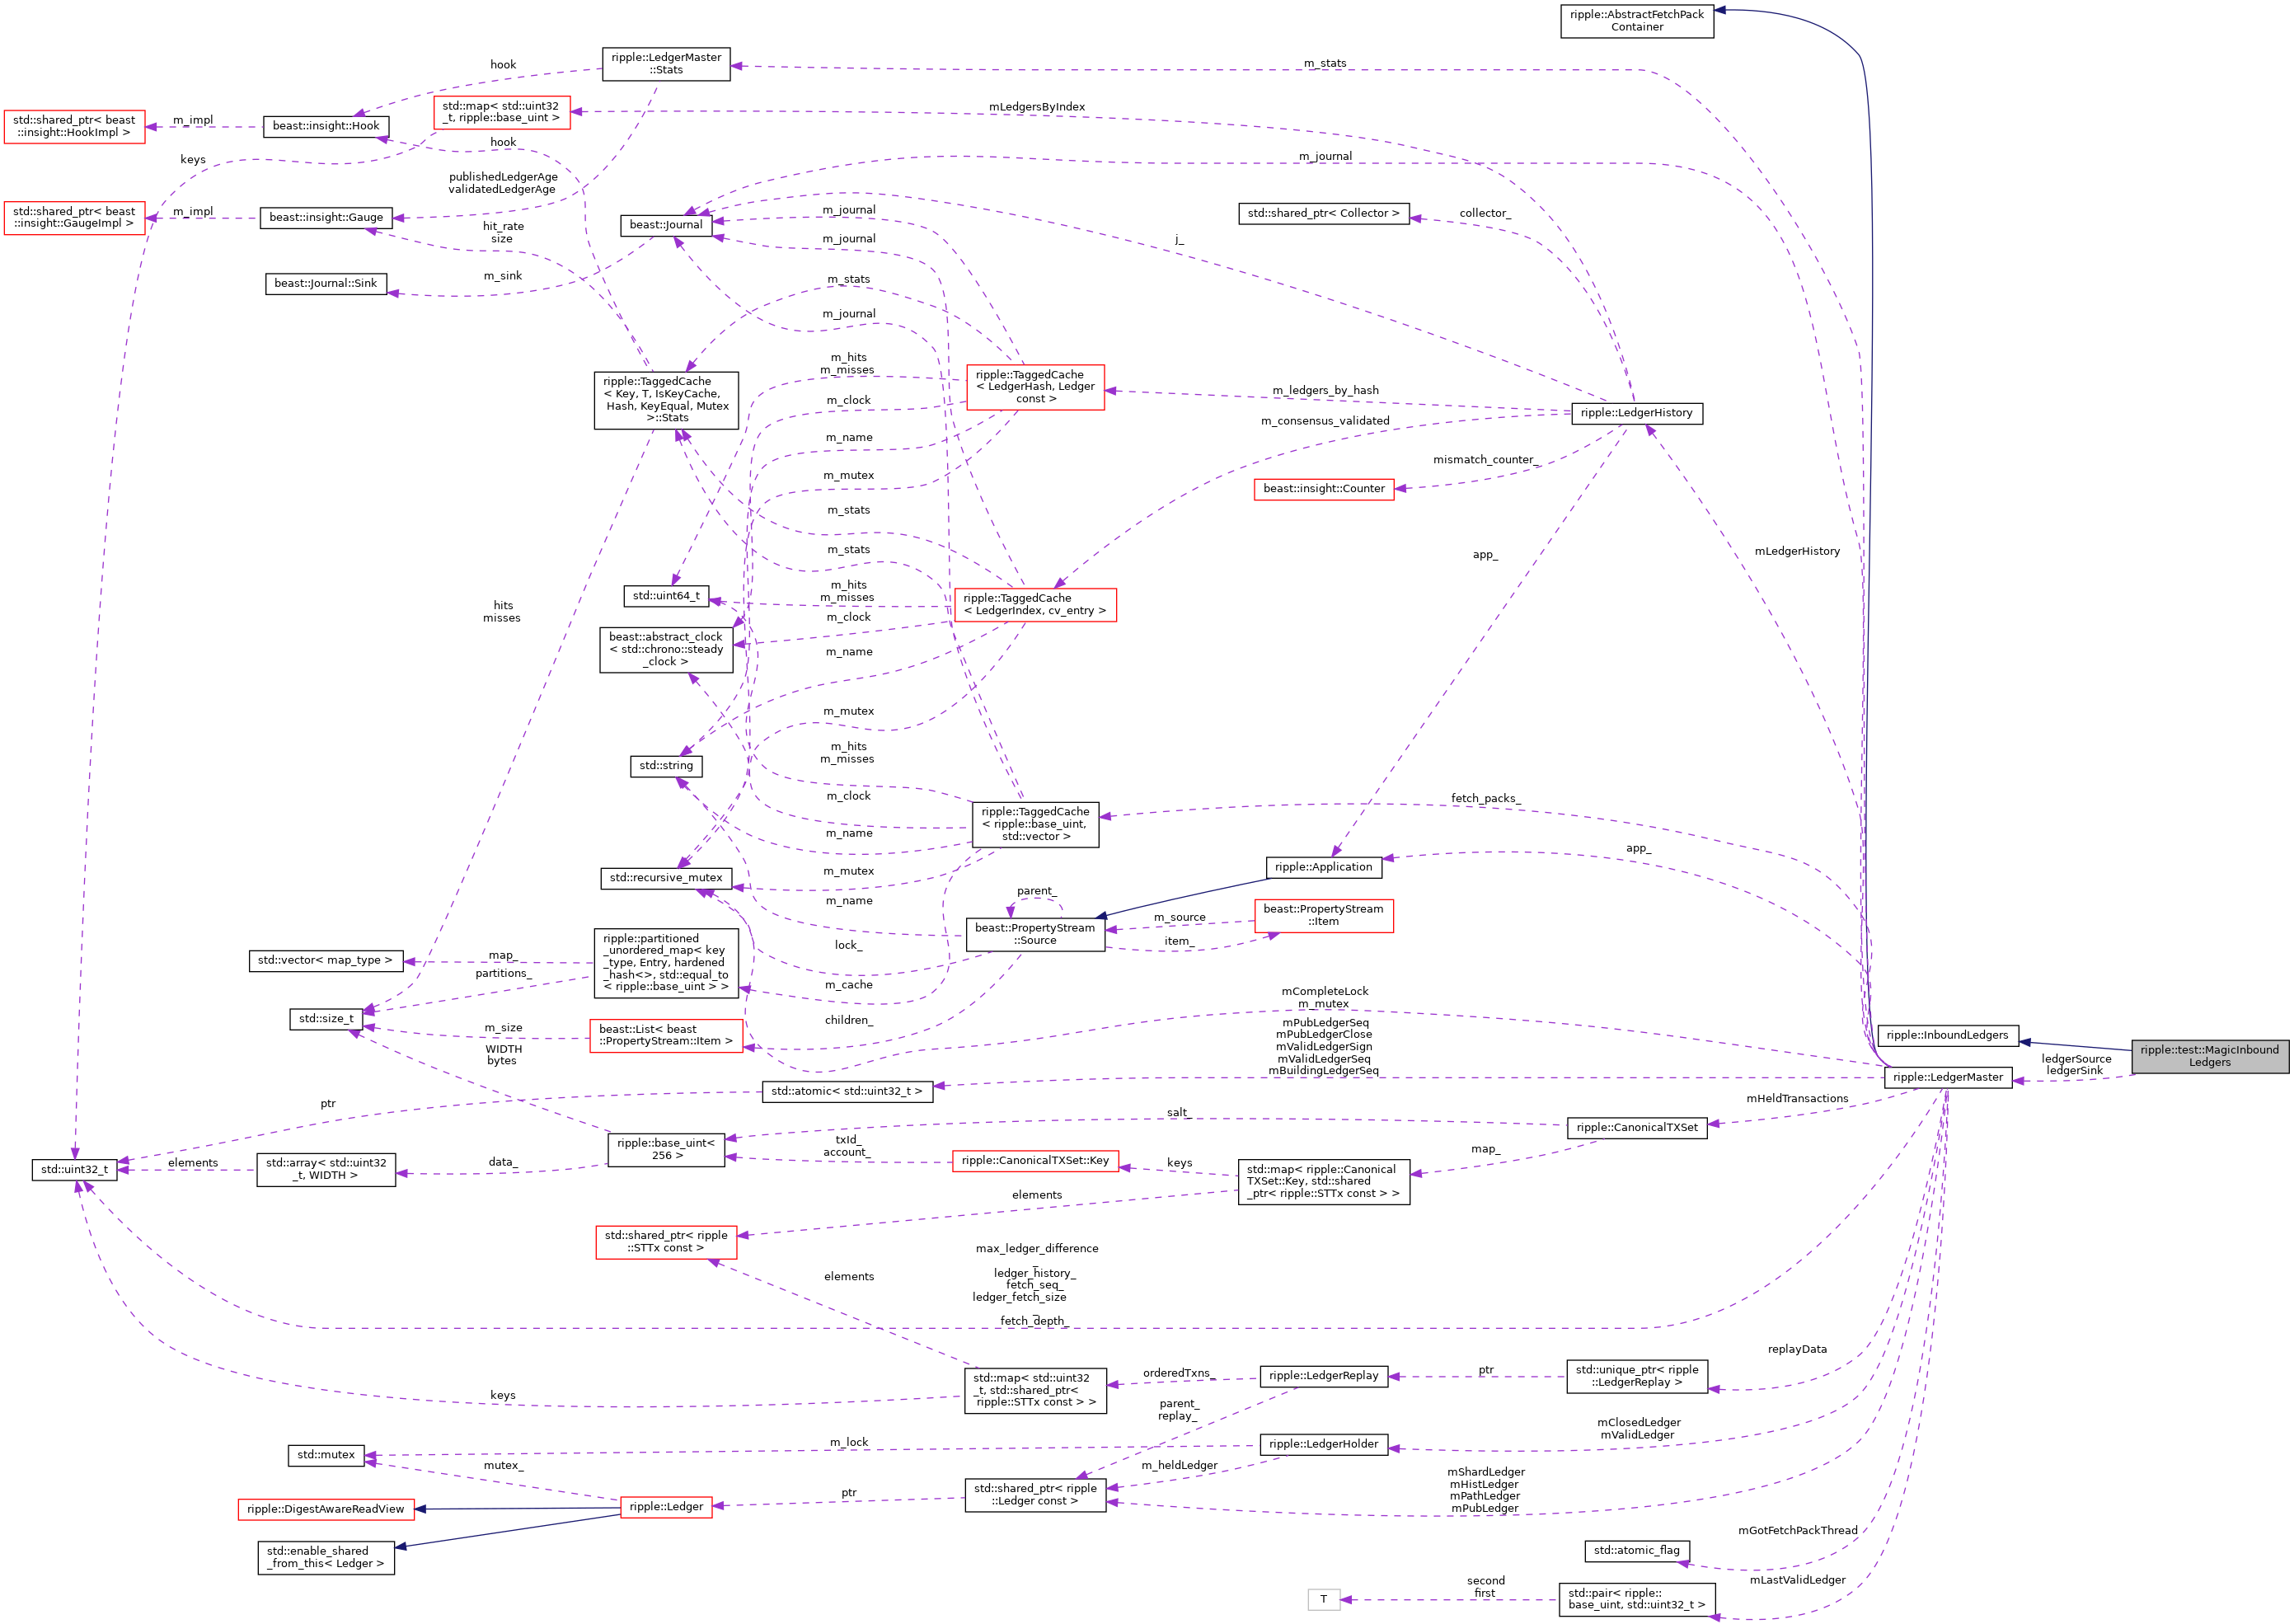 ripple::AbstractFetchPack
Container
ripple::LedgerMaster
::Stats
hook
m_stats
std::map< std::uint32
_t, ripple::base_uint >
mLedgersByIndex
std::shared_ptr< beast
::insight::HookImpl >
m_impl
beast::insight::Hook
hook
keys
m_journal
publishedLedgerAge
validatedLedgerAge
std::shared_ptr< beast
::insight::GaugeImpl >
m_impl
beast::insight::Gauge
hit_rate
size
beast::Journal
m_journal
m_journal
j_
std::shared_ptr< Collector >
collector_
beast::Journal::Sink
m_sink
m_stats
m_journal
m_hits
m_misses
ripple::TaggedCache
< Key, T, IsKeyCache,
Hash, KeyEqual, Mutex
>::Stats
ripple::TaggedCache
< LedgerHash, Ledger
const >
m_clock
m_ledgers_by_hash
ripple::LedgerHistory
m_consensus_validated
m_name
m_mutex
mismatch_counter_
beast::insight::Counter
m_stats
m_stats
app_
mLedgerHistory
hits
misses
std::uint64_t
m_hits
m_misses
ripple::TaggedCache
< LedgerIndex, cv_entry >
m_clock
beast::abstract_clock
< std::chrono::steady
_clock >
m_name
m_mutex
std::string
m_hits
m_misses
m_clock
ripple::TaggedCache
< ripple::base_uint,
std::vector >
fetch_packs_
m_name
app_
std::recursive_mutex
m_mutex
ripple::Application
parent_
m_name
beast::PropertyStream
::Source
m_source
item_
beast::PropertyStream
::Item
lock_
std::vector< map_type >
map_
partitions_
ripple::partitioned
_unordered_map< key
_type, Entry, hardened
_hash<>, std::equal_to
< ripple::base_uint > >
m_cache
mCompleteLock
m_mutex
std::size_t
m_size
beast::List< beast
::PropertyStream::Item >
children_
mPubLedgerSeq
mPubLedgerClose
mValidLedgerSign
mValidLedgerSeq
mBuildingLedgerSeq
ripple::InboundLedgers
ripple::test::MagicInbound
Ledgers
ledgerSource
ledgerSink
ripple::LedgerMaster
WIDTH
bytes
std::atomic< std::uint32_t >
ptr
mHeldTransactions
salt_
ripple::CanonicalTXSet
ripple::base_uint<
256 >
txId_
account_
ripple::CanonicalTXSet::Key
keys
map_
std::map< ripple::Canonical
TXSet::Key, std::shared
_ptr< ripple::STTx const > >
std::uint32_t
elements
std::array< std::uint32
_t, WIDTH >
data_
elements
std::shared_ptr< ripple
::STTx const >
max_ledger_difference
_
ledger_history_
fetch_seq_
ledger_fetch_size
_
fetch_depth_
elements
replayData
keys
std::map< std::uint32
_t, std::shared_ptr<
ripple::STTx const > >
orderedTxns_
ripple::LedgerReplay
ptr
std::unique_ptr< ripple
::LedgerReplay >
parent_
replay_
mClosedLedger
mValidLedger
std::mutex
m_lock
ripple::LedgerHolder
mutex_
m_heldLedger
mShardLedger
mHistLedger
mPathLedger
mPubLedger
ripple::DigestAwareReadView
ripple::Ledger
ptr
std::shared_ptr< ripple
::Ledger const >
std::enable_shared
_from_this< Ledger >
mGotFetchPackThread
std::atomic_flag
mLastValidLedger
T
second
first
std::pair< ripple::
base_uint, std::uint32_t >